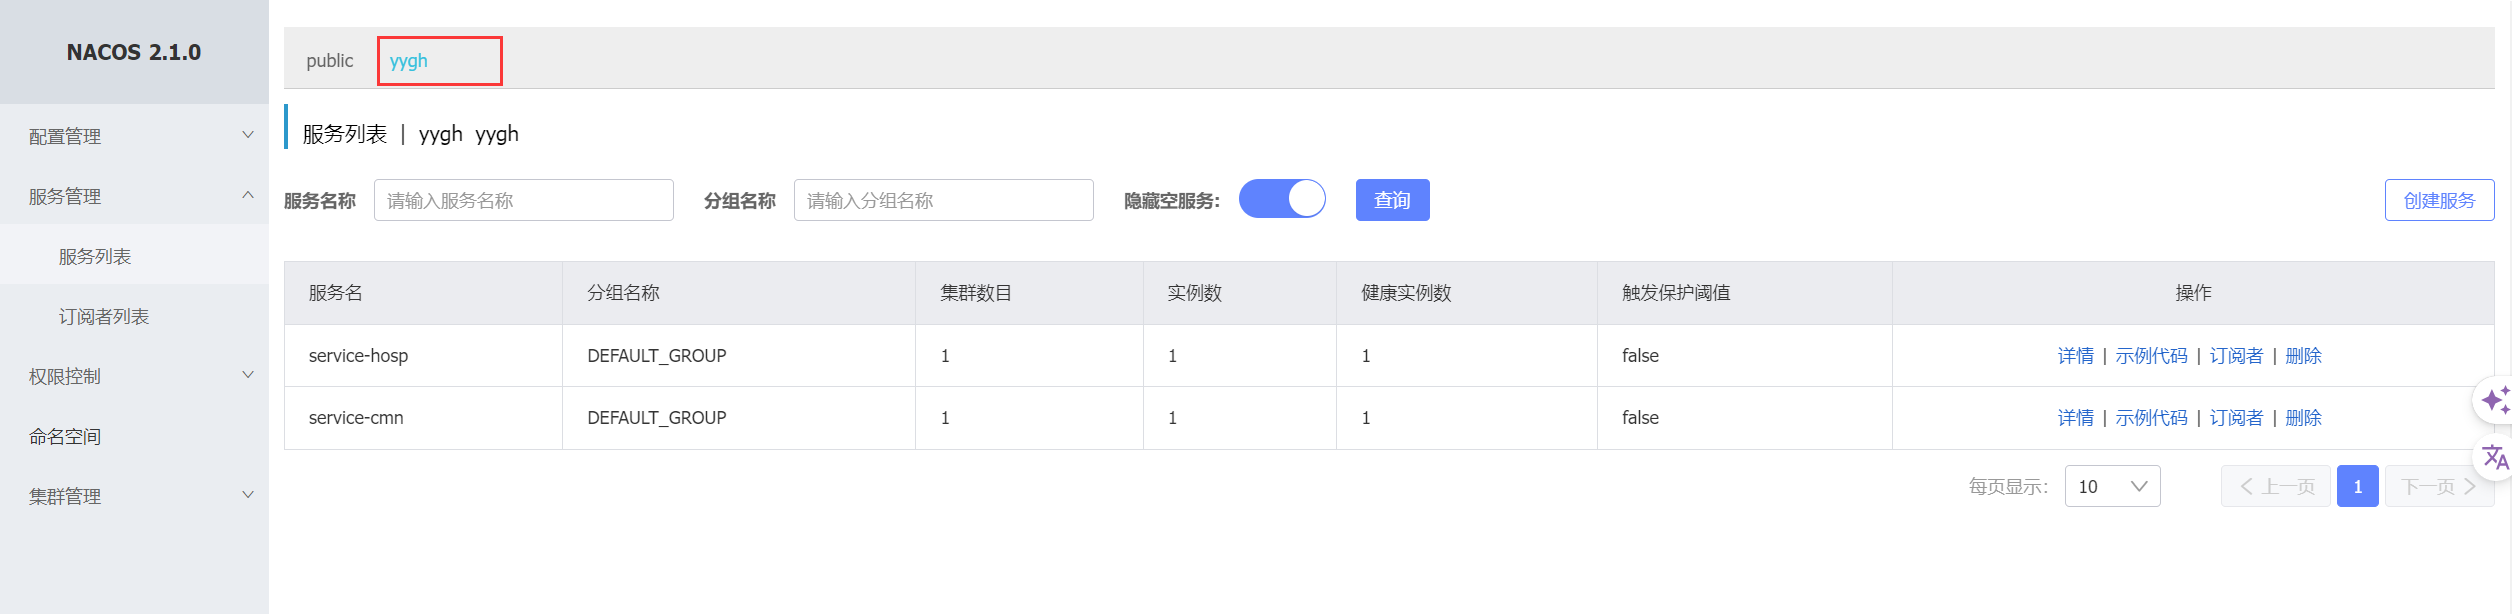 NACOS 2.1.0
public
yygh
配置管理
服务管理
服务列表
订阅者列表
权限控制
命名空间
集群管理
服务列表 | yygh yygh
服务名称 请输入服务名称 分组名称 请输入分组名称 隐藏空服务: 查询 创建服务
服务名 分组名称 集群数目 实例数 健康实例数 触发保护阈值 操作
service-hosp DEFAULT_GROUP 1 1 1 false 详情 | 示例代码 | 订阅者 | 删除
service-cmn DEFAULT_GROUP 1 1 1 false 详情 | 示例代码 | 订阅者 | 删除
每页显示: 10 上一页 1 下一页